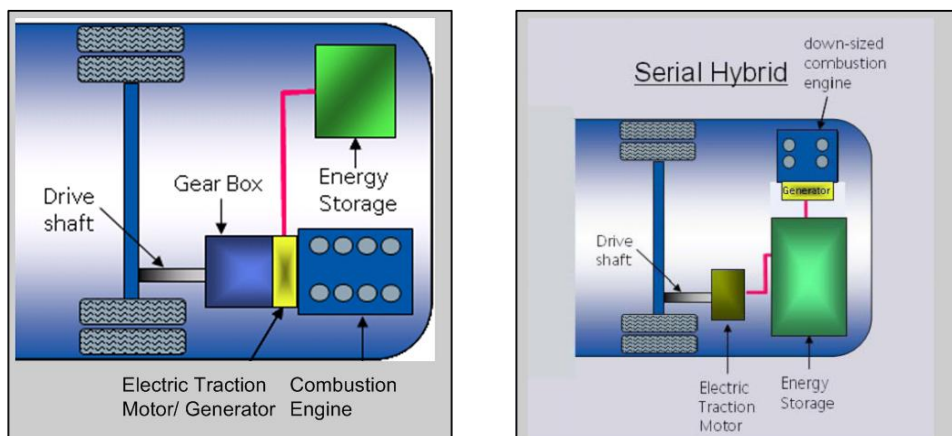 Gear Box
Energy
Storage
Drive
shaft
Electric Traction
Motor/ Generator
Combustion
Engine
Serial Hybrid
down-sized
combustion
engine
Generator
Drive
shaft
Electric
Traction
Motor
Energy
Storage